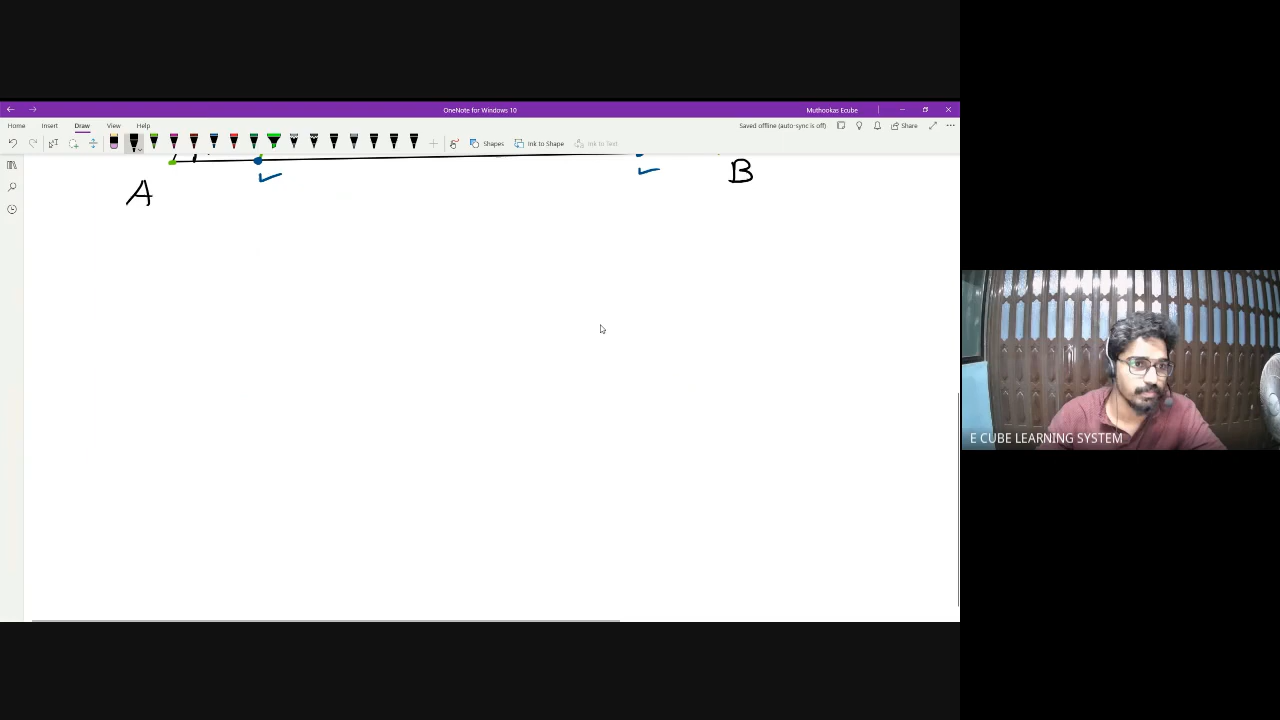 OneNote for Windows 10
Muthookas Ecube
Home Insert Draw View Help
Saved offline (auto-sync is off)
Share
Shapes
Ink to Shape
Ink to Text
A
B
E CUBE LEARNING SYSTEM